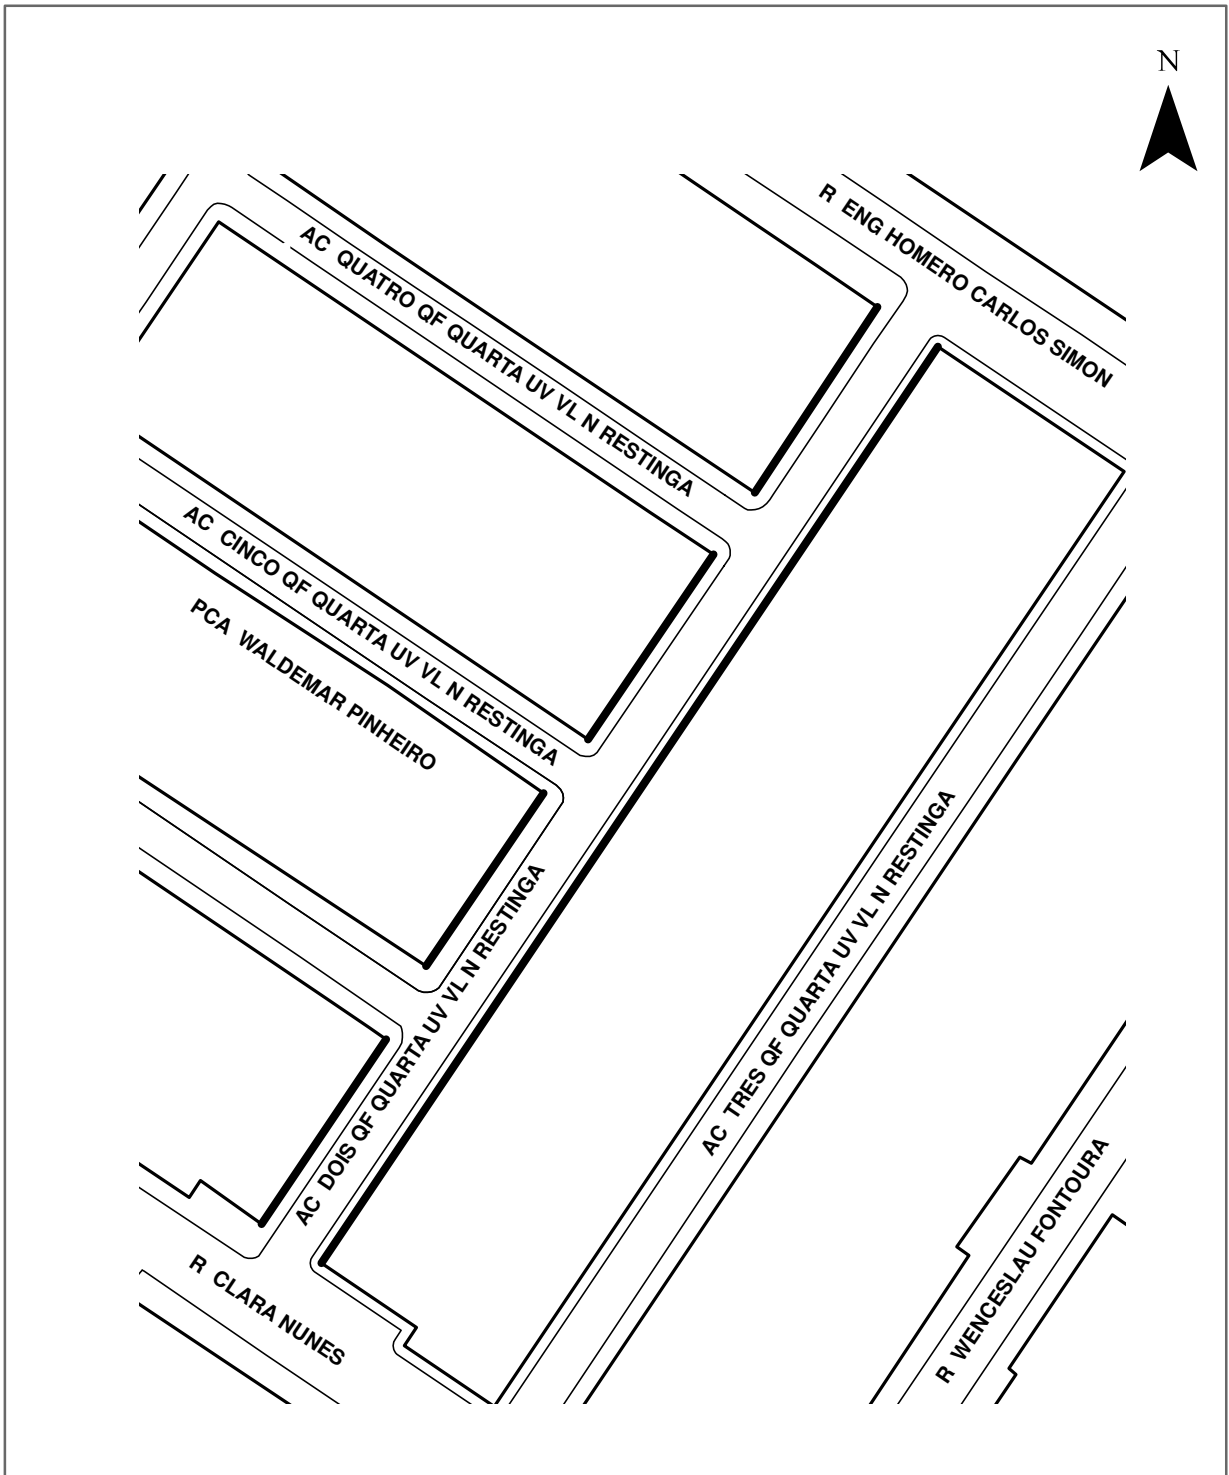 N
R ENG HOMERO CARLOS SIMON
AC QUATRO QF QUARTA UV VL N RESTINGA
AC CINCO QF QUARTA UV VL N RESTINGA
PCA WALDEMAR PINHEIRO
AC DOIS QF QUARTA UV VL N RESTINGA
AC TRES QF QUARTA UV VL N RESTINGA
R WENCESLAU FONTOURA
R CLARA NUNES